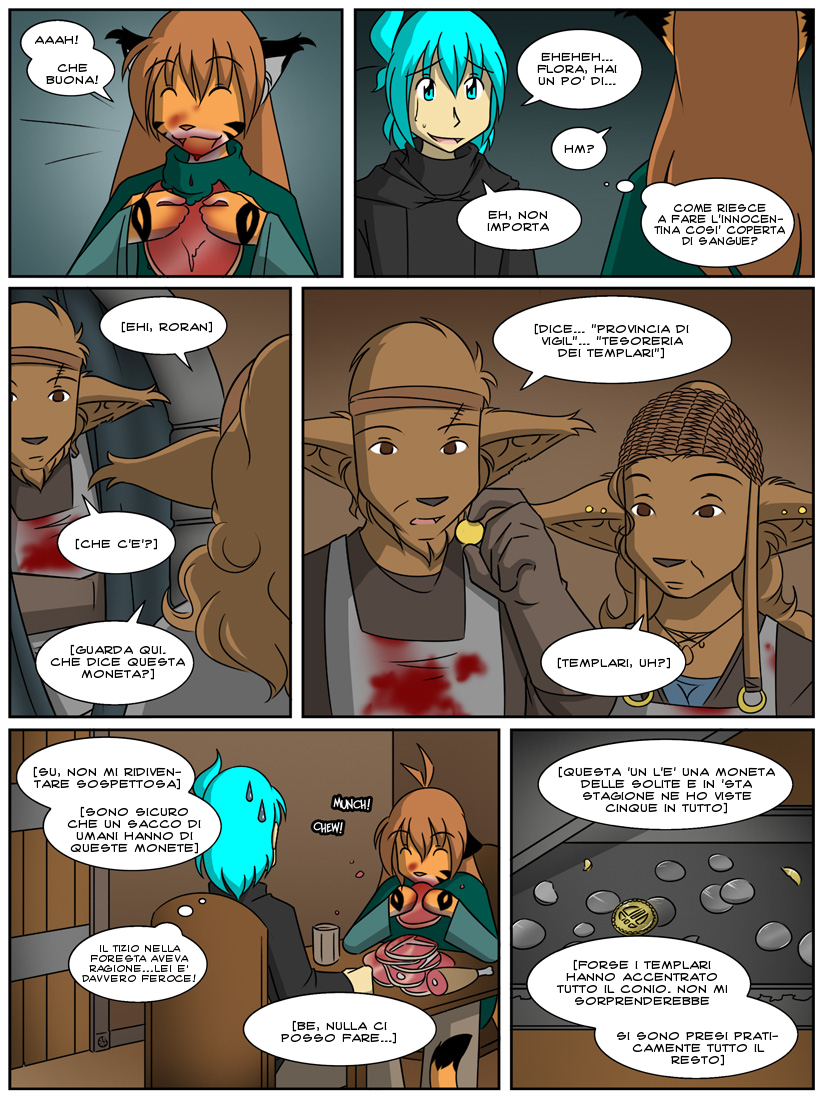 AAAH!
CHE
BUONA!
EHEHEH...
FLORA, HAI
UN PO' DI...
HM?
EH, NON
IMPORTA
COME RIESCE
A FARE L'INNOCEN-
TINA COSI' COPERTA
DI SANGUE?
[EHI, RORAN]
[CHE C'E'?]
[GUARDA QUI.
CHE DICE QUESTA
MONETA?]
[DICE... "PROVINCIA DI
VIGIL"... "TESORERIA
DEI TEMPLARI"]
[TEMPLARI, UH?]
[SU, NON MI RIDIVEN-
TARE SOSPETTOSA]
[SONO SICURO
CHE UN SACCO DI
UMANI HANNO DI
QUESTE MONETE]
MUNCH!
CHEW!
IL TIZIO NELLA
FORESTA AVEVA
RAGIONE...LEI E'
DAVVERO FEROCE!
[BE, NULLA CI
POSSO FARE...]
[QUESTA 'UN L'E' UNA MONETA
DELLE SOLITE E IN 'STA
STAGIONE NE HO VISTE
CINQUE IN TUTTO]
[FORSE I TEMPLARI
HANNO ACCENTRATO
TUTTO IL CONIO. NON MI
SORPRENDEREBBE
SI SONO PRESI PRATI-
CAMENTE TUTTO IL
RESTO]